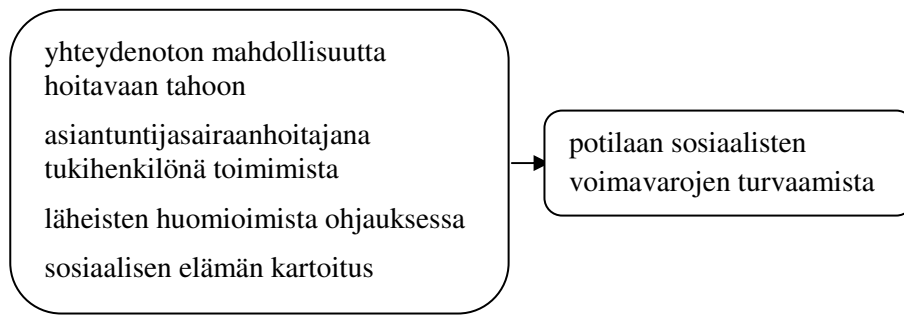 yhteydenoton mahdollisuutta
hoitavaan tahoon
asiantuntijasairaanhoitajana
tukihenkilönä toimimista
läheisten huomioimista ohjauksessa
sosiaalisen elämän kartoitus
potilaan sosiaalisten
voimavarojen turvaamista